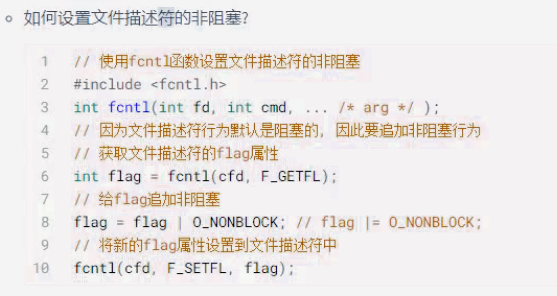 如何设置文件描述符的非阻塞?
1 // 使用fcntl函数设置文件描述符的非阻塞
2 #include <fcntl.h>
3 int fcntl(int fd, int cmd, ... /* arg */ );
4 // 因为文件描述符行为默认是阻塞的, 因此要追加非阻塞行为
5 // 获取文件描述符的flag属性
6 int flag = fcntl(cfd, F_GETFL);
7 // 给flag追加非阻塞
8 flag = flag | O_NONBLOCK; // flag |= O_NONBLOCK;
9 // 将新的flag属性设置到文件描述符中
10 fcntl(cfd, F_SETFL, flag);